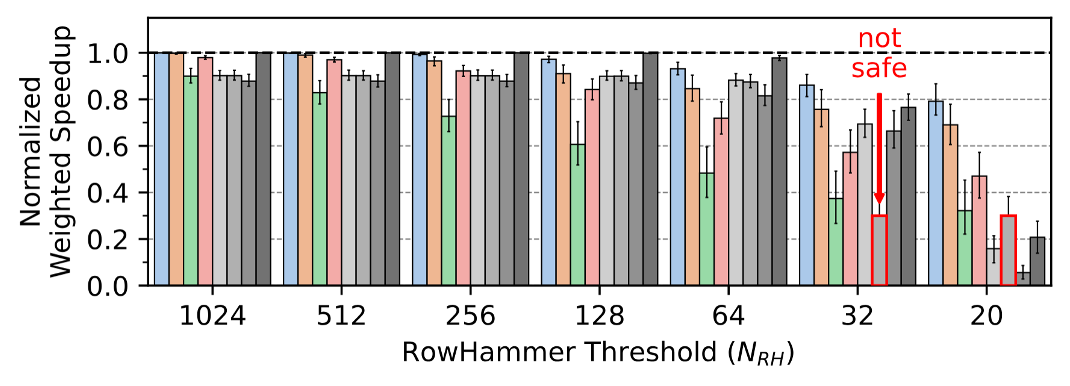 Normalized
Weighted Speedup
1.0
0.8
0.6
0.4
0.2
0.0
not
safe
1024 512 256 128 64 32 20
RowHammer Threshold (N_RH)